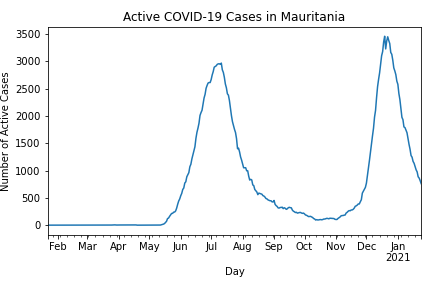 Active COVID-19 Cases in Mauritania
Number of Active Cases
3500
3000
2500
2000
1500
1000
500
0
Feb Mar Apr May Jun Jul Aug Sep Oct Nov Dec Jan
2021
Day